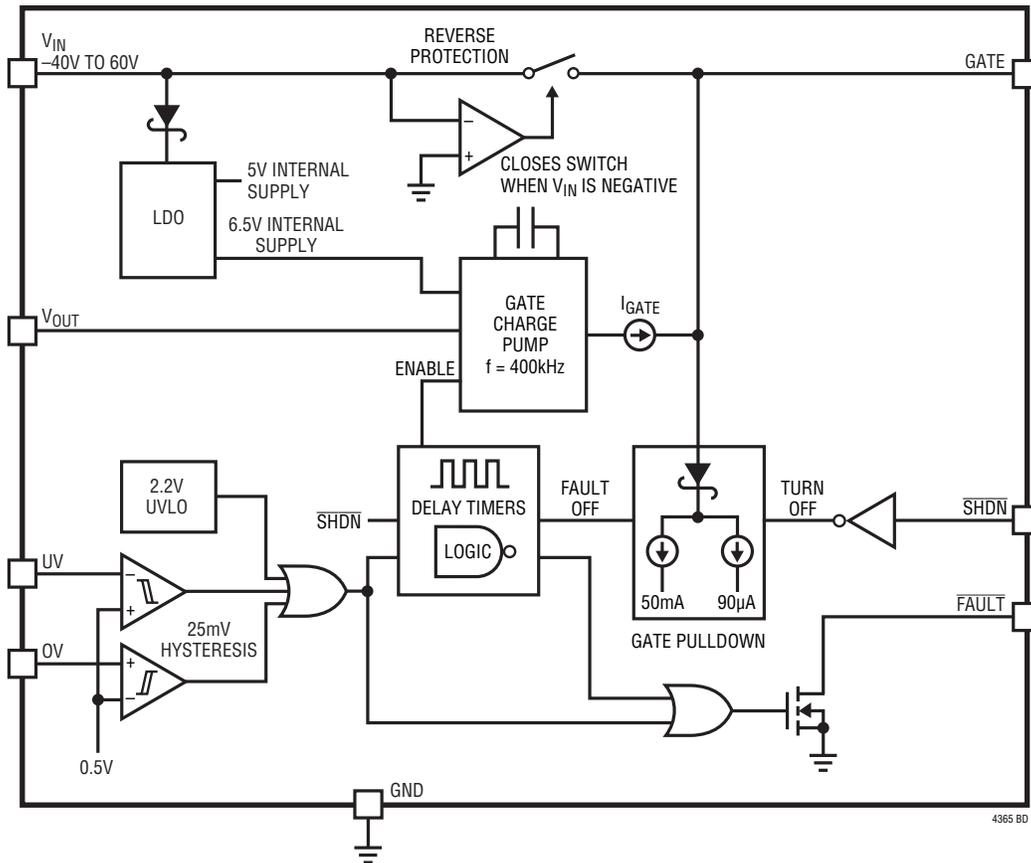 VIN
–40V TO 60V
REVERSE
PROTECTION
GATE
–
+
CLOSES SWITCH
WHEN VIN IS NEGATIVE
LDO
5V INTERNAL
SUPPLY
6.5V INTERNAL
SUPPLY
VOUT
GATE
CHARGE
PUMP
f = 400kHz
IGATE
ENABLE
2.2V
UVLO
SHDN
DELAY TIMERS
LOGIC
FAULT
OFF
TURN
OFF
SHDN
50mA
90µA
GATE PULLDOWN
FAULT
UV
–
+
25mV
HYSTERESIS
OV
+
–
0.5V
GND
4365 BD